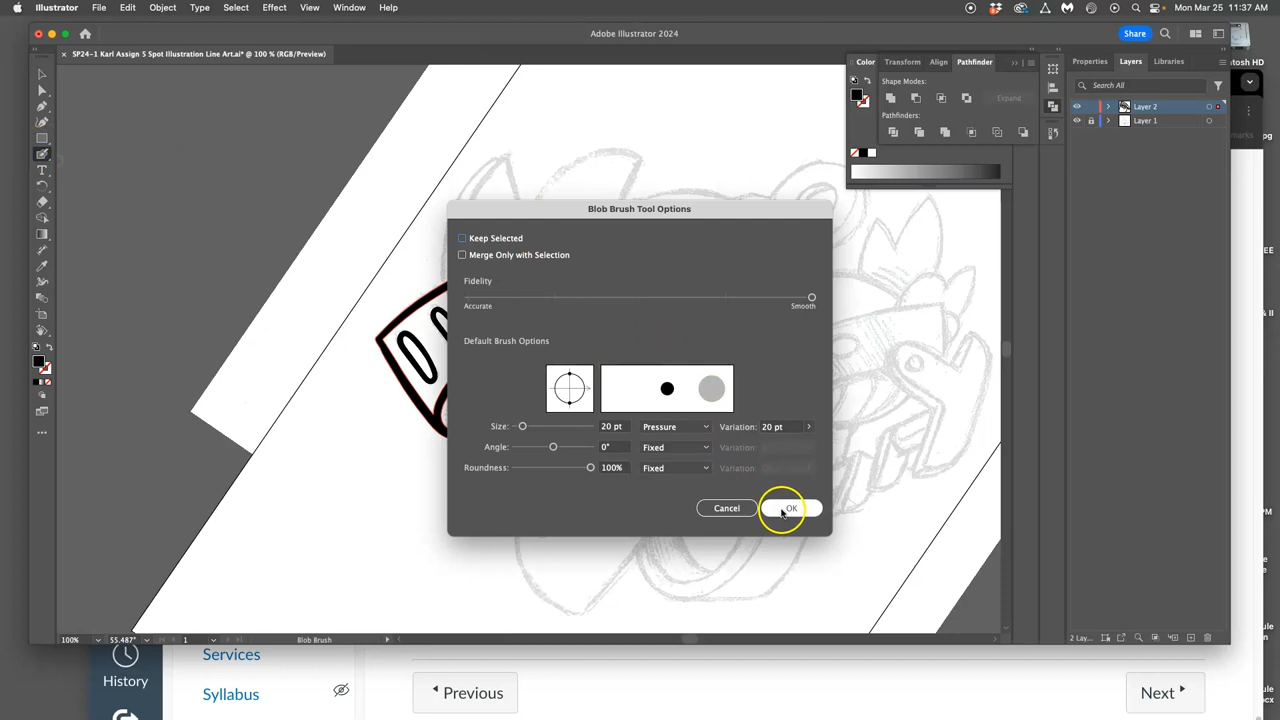 Illustrator File Edit Object Type Select Effect View Window Help Mon Mar 25 11:37 AM
Adobe Illustrator 2024
Share
SP24-1 Karl Assign 5 Spot Illustration Line Art.ai* @ 100 % (RGB/Preview)
Color Transform Align Pathfinder
Properties Layers Libraries
Shape Modes:
Expand
Pathfinders:
Search All
Layer 2
Layer 1
Blob Brush Tool Options
Keep Selected
Merge Only with Selection
Fidelity
Accurate Smooth
Default Brush Options
Size: 20 pt Pressure Variation: 20 pt
Angle: 0° Fixed Variation:
Roundness: 100% Fixed Variation:
Cancel OK
100% 55.487° 1 Blob Brush
2 Lay...
History
Services
Syllabus
Previous Next